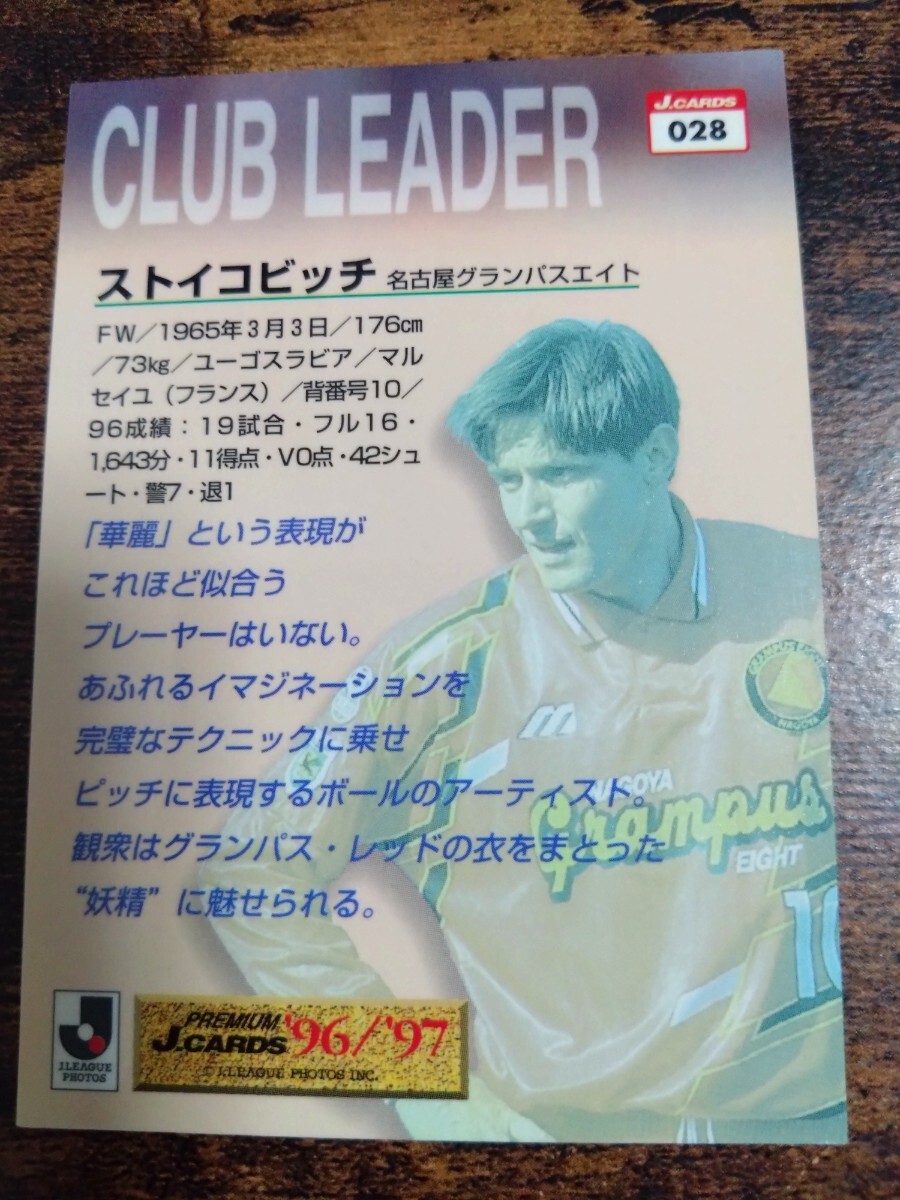 CLUB LEADER
J.CARDS
028
ストイコビッチ 名古屋グランパスエイト
FW／1965年3月3日／176㎝
／73㎏／ユーゴスラビア／マル
セイユ（フランス）／背番号10／
96成績：19試合・フル16・
1,643分・11得点・V0点・42シュ
ート・警7・退1
「華麗」という表現が
これほど似合う
プレーヤーはいない。
あふれるイマジネーションを
完璧なテクニックに乗せ
ピッチに表現するボールのアーティスト。
観衆はグランパス・レッドの衣をまとった
“妖精”に魅せられる。
GRAMPUS EIGHT
NAGOYA
NAGOYA
Grampus
EIGHT
10
J.LEAGUE
PHOTOS
PREMIUM
J.CARDS '96/'97
© J.LEAGUE PHOTOS INC.